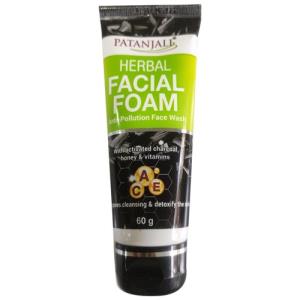 PATANJALI
HERBAL
FACIAL
FOAM
Anti-Pollution Face Wash
With activated charcoal,
honey & vitamins
A
C E
cleansing & detoxify the
60 g